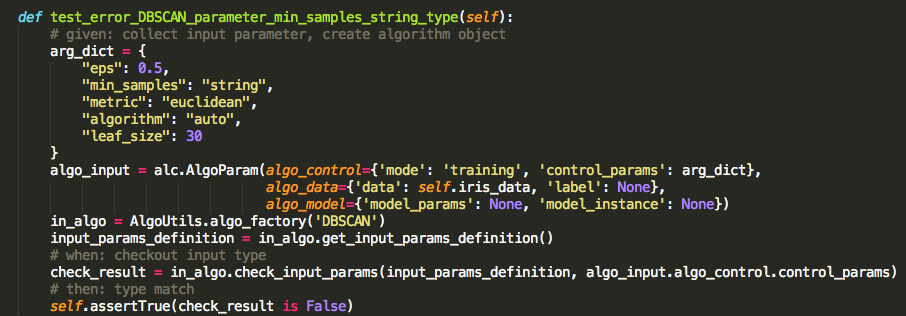 def test_error_DBSCAN_parameter_min_samples_string_type(self):
# given: collect input parameter, create algorithm object
arg_dict = {
"eps": 0.5,
"min_samples": "string",
"metric": "euclidean",
"algorithm": "auto",
"leaf_size": 30
}
algo_input = alc.AlgoParam(algo_control={'mode': 'training', 'control_params': arg_dict},
algo_data={'data': self.iris_data, 'label': None},
algo_model={'model_params': None, 'model_instance': None})
in_algo = AlgoUtils.algo_factory('DBSCAN')
input_params_definition = in_algo.get_input_params_definition()
# when: checkout input type
check_result = in_algo.check_input_params(input_params_definition, algo_input.algo_control.control_params)
# then: type match
self.assertTrue(check_result is False)